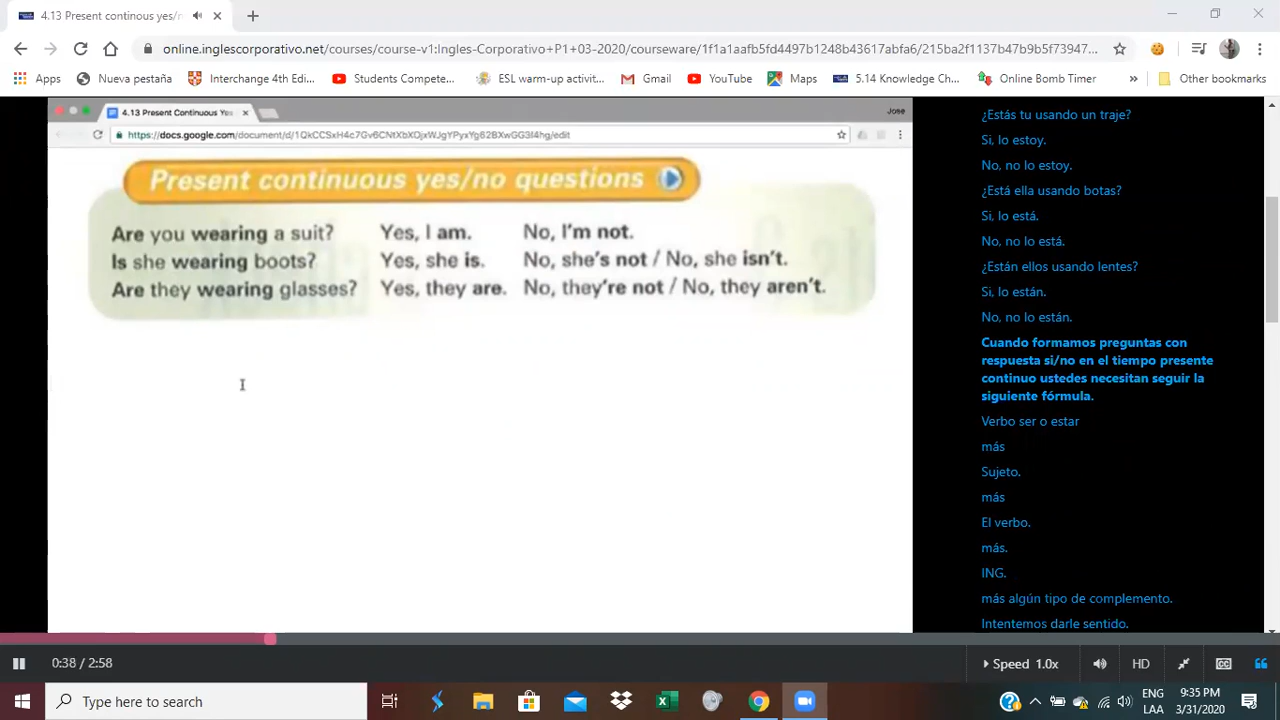 4.13 Present continous yes/n
online.inglescorporativo.net/courses/course-v1:Ingles-Corporativo+P1+03-2020/courseware/1f1a1aafb5fd4497b1248b43617abfa6/215ba2f1137b47b9b5f73947...
Apps Nueva pestaña Interchange 4th Edi... Students Compete... ESL warm-up activit... Gmail YouTube Maps 5.14 Knowledge Ch... Online Bomb Timer » Other bookmarks
4.13 Present Continuous Yes Jose
https://docs.google.com/document/d/1QkCCSxH4c7Gv6CNtXbXOjxWJgYPyxYg82BXwGG3f4hg/edit
Present continuous yes/no questions
Are you wearing a suit? Yes, I am. No, I'm not.
Is she wearing boots? Yes, she is. No, she's not / No, she isn't.
Are they wearing glasses? Yes, they are. No, they're not / No, they aren't.
¿Estás tu usando un traje?
Si, lo estoy.
No, no lo estoy.
¿Está ella usando botas?
Si, lo está.
No, no lo está.
¿Están ellos usando lentes?
Si, lo están.
No, no lo están.
Cuando formamos preguntas con
respuesta si/no en el tiempo presente
continuo ustedes necesitan seguir la
siguiente fórmula.
Verbo ser o estar
más
Sujeto.
más
El verbo.
más.
ING.
más algún tipo de complemento.
Intentemos darle sentido.
0:38 / 2:58 Speed 1.0x HD
Type here to search
ENG 9:35 PM
LAA 3/31/2020